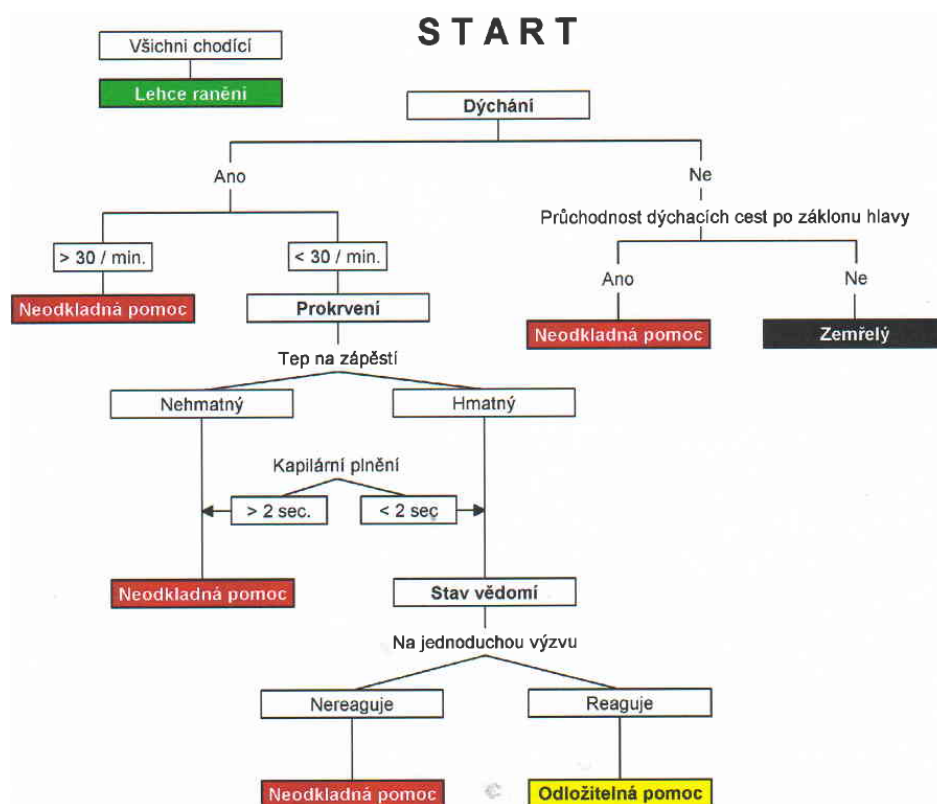 START
Všichni chodící
Lehce ranění
Dýchání
Ano
Ne
Průchodnost dýchacích cest po záklonu hlavy
> 30 / min.
< 30 / min.
Ano
Ne
Neodkladná pomoc
Prokrvení
Neodkladná pomoc
Zemřelý
Tep na zápěstí
Nehmatný
Hmatný
Kapilární plnění
> 2 sec.
< 2 sec
Neodkladná pomoc
Stav vědomí
Na jednoduchou výzvu
Nereaguje
Reaguje
Neodkladná pomoc
Odložitelná pomoc